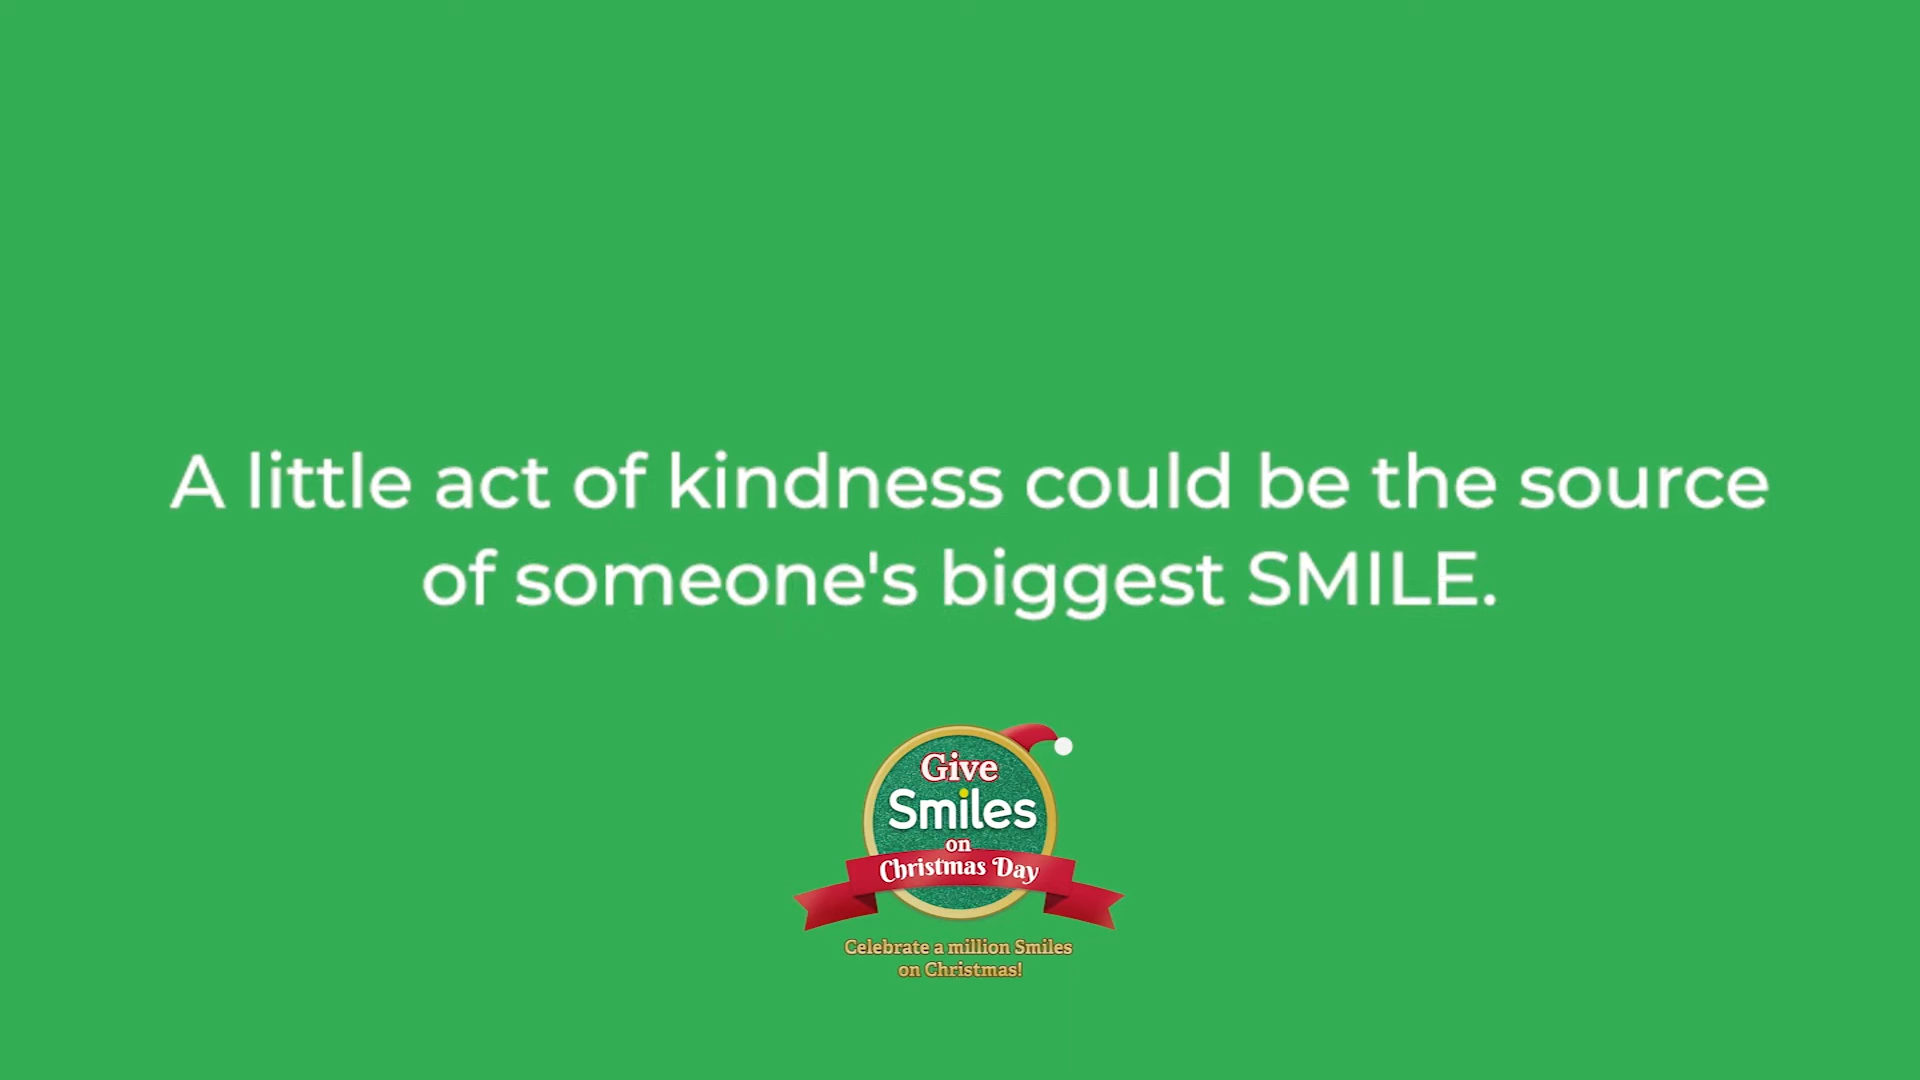 A little act of kindness could be the source
of someone's biggest SMILE.
Give
Smiles
on
Christmas Day
Celebrate a million Smiles
on Christmas!